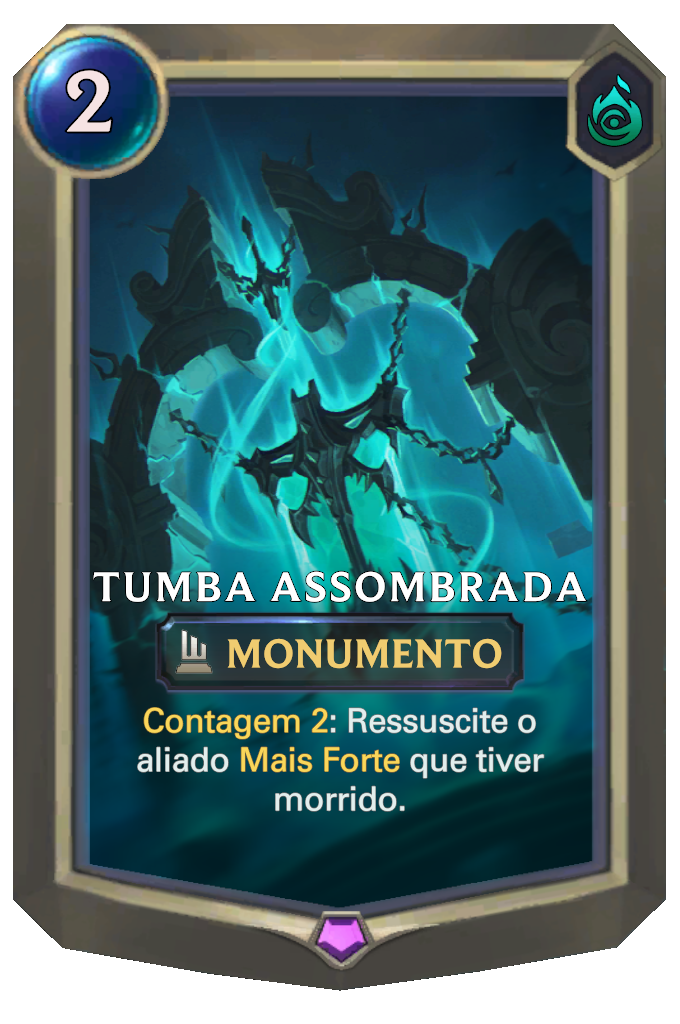 2
TUMBA ASSOMBRADA
MONUMENTO
Contagem 2: Ressuscite o
aliado Mais Forte que tiver
morrido.